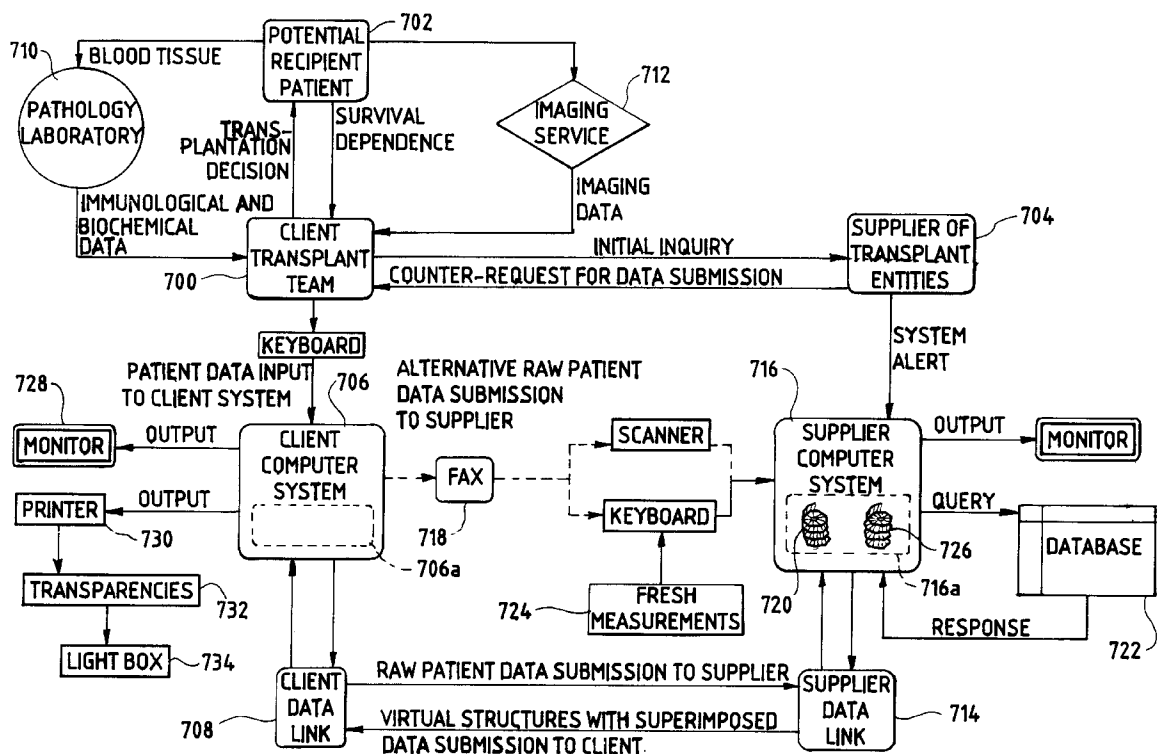 702
POTENTIAL
RECIPIENT
PATIENT
710
BLOOD TISSUE
712
PATHOLOGY
LABORATORY
IMAGING
SERVICE
TRANS-
PLANTATION
DECISION
SURVIVAL
DEPENDENCE
IMMUNOLOGICAL AND
BIOCHEMICAL
DATA
IMAGING
DATA
704
CLIENT
TRANSPLANT
TEAM
700
INITIAL INQUIRY
COUNTER-REQUEST FOR DATA SUBMISSION
SUPPLIER OF
TRANSPLANT
ENTITIES
KEYBOARD
SYSTEM
ALERT
PATIENT DATA INPUT
TO CLIENT SYSTEM
706
ALTERNATIVE RAW PATIENT
DATA SUBMISSION
TO SUPPLIER
716
728
MONITOR
OUTPUT
CLIENT
COMPUTER
SYSTEM
SCANNER
SUPPLIER
COMPUTER
SYSTEM
OUTPUT
MONITOR
PRINTER
OUTPUT
730
FAX
718
KEYBOARD
QUERY
720
726
DATABASE
706a
716a
TRANSPARENCIES
732
724
FRESH
MEASUREMENTS
RESPONSE
722
LIGHT BOX
734
CLIENT
DATA
LINK
708
RAW PATIENT DATA SUBMISSION TO SUPPLIER
VIRTUAL STRUCTURES WITH SUPERIMPOSED
DATA SUBMISSION TO CLIENT.
SUPPLIER
DATA
LINK
714